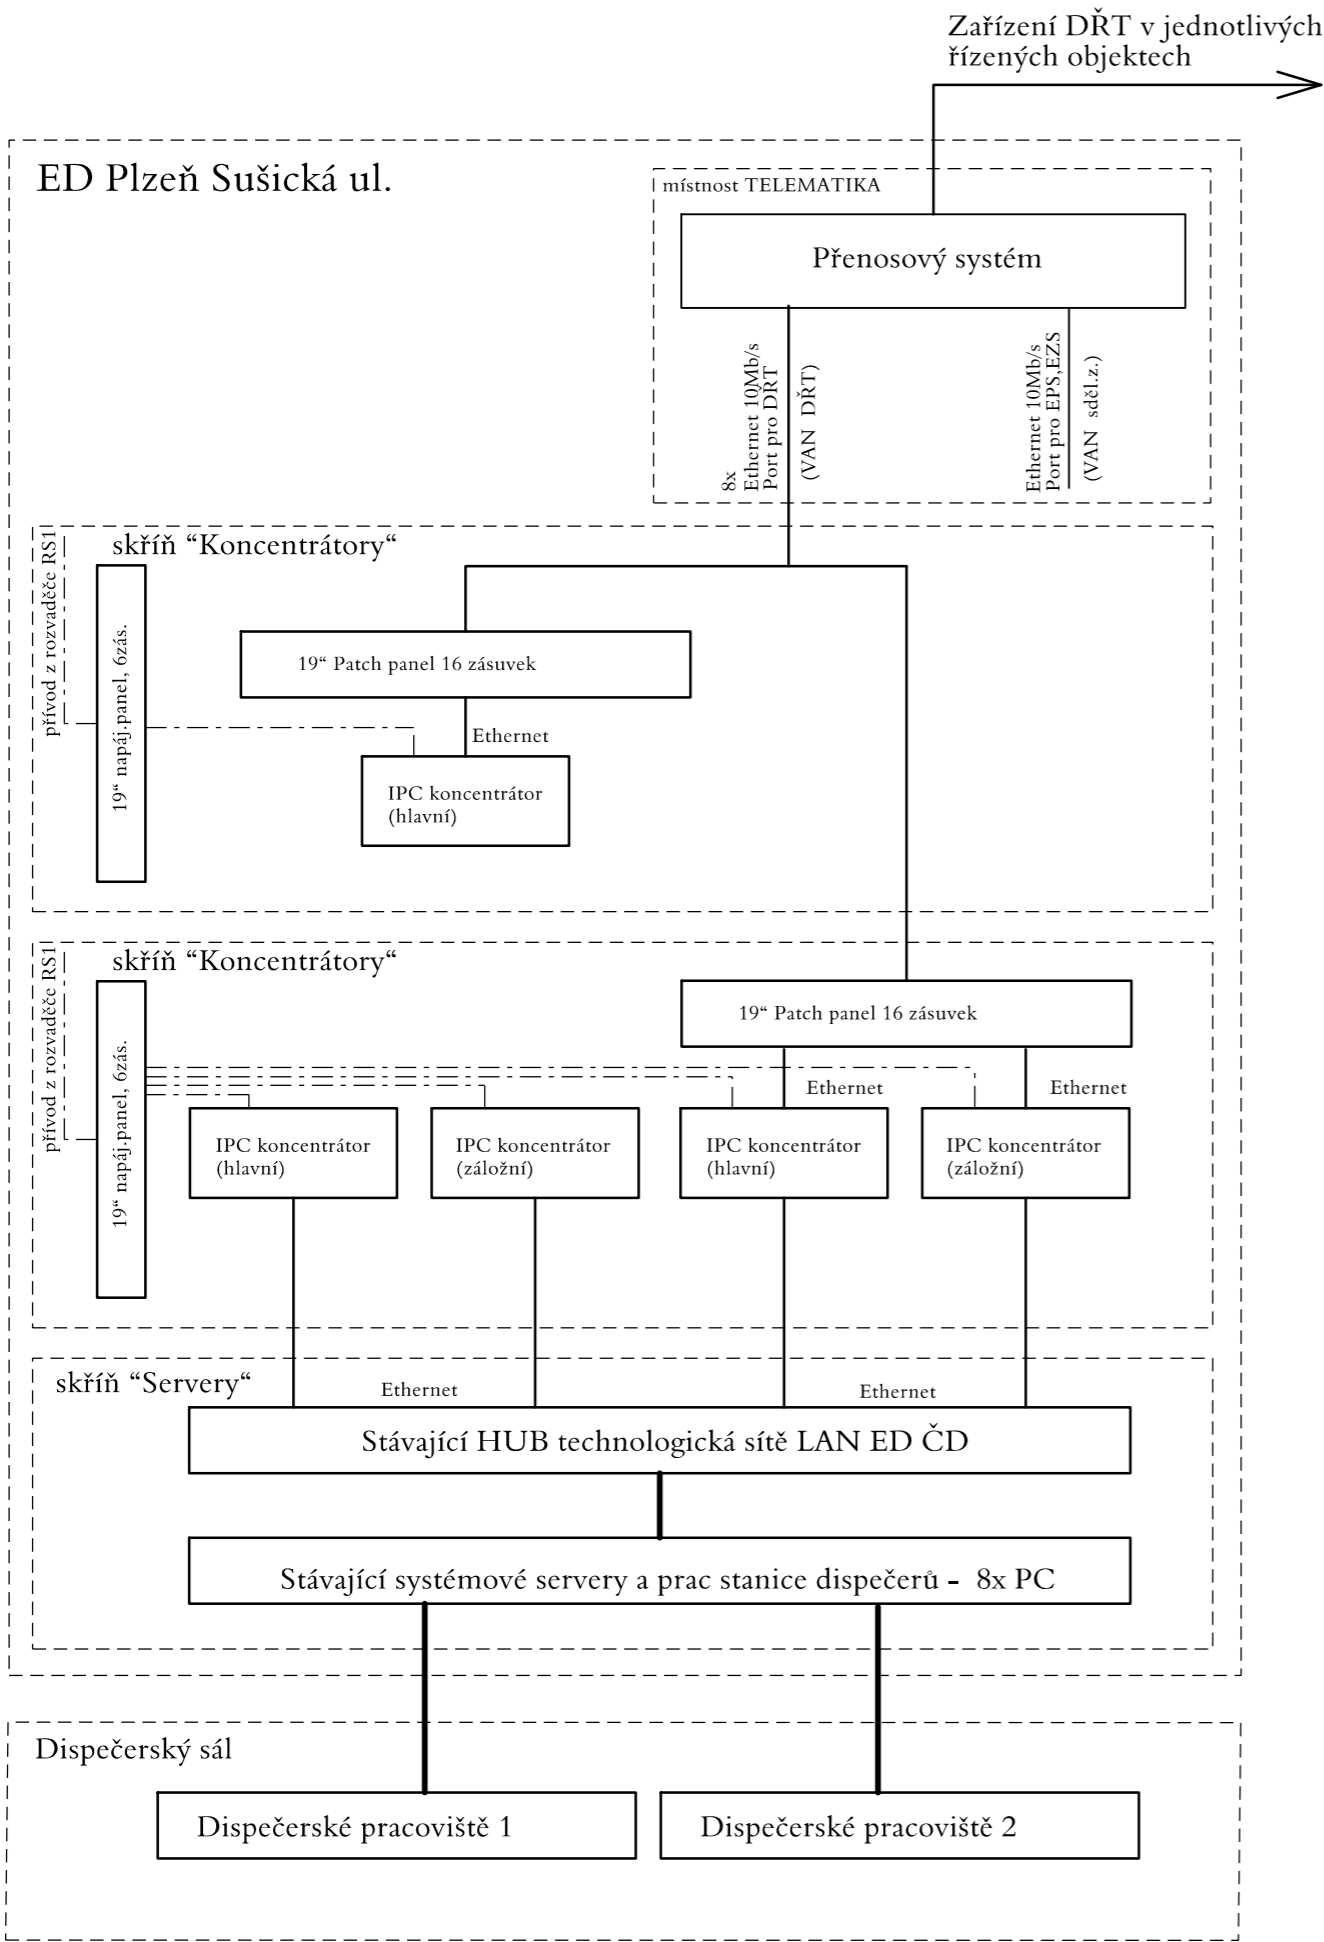 Zařízení DŘT v jednotlivých
řízených objektech
ED Plzeň Sušická ul.
místnost TELEMATIKA
Přenosový systém
8x
Ethernet 10Mb/s
Port pro DŘT
(VAN DŘT)
Ethernet 10Mb/s
Port pro EPS,EZS
(VAN sděl.z.)
skříň “Koncentrátory“
přívod z rozvaděče RS1
19“ napáj.panel, 6zás.
19“ Patch panel 16 zásuvek
Ethernet
IPC koncentrátor
(hlavní)
skříň “Koncentrátory“
přívod z rozvaděče RS1
19“ napáj.panel, 6zás.
19“ Patch panel 16 zásuvek
Ethernet
Ethernet
IPC koncentrátor
(hlavní)
IPC koncentrátor
(záložní)
IPC koncentrátor
(hlavní)
IPC koncentrátor
(záložní)
skříň “Servery“
Ethernet
Ethernet
Stávající HUB technologická sítě LAN ED ČD
Stávající systémové servery a prac stanice dispečerů - 8x PC
Dispečerský sál
Dispečerské pracoviště 1
Dispečerské pracoviště 2